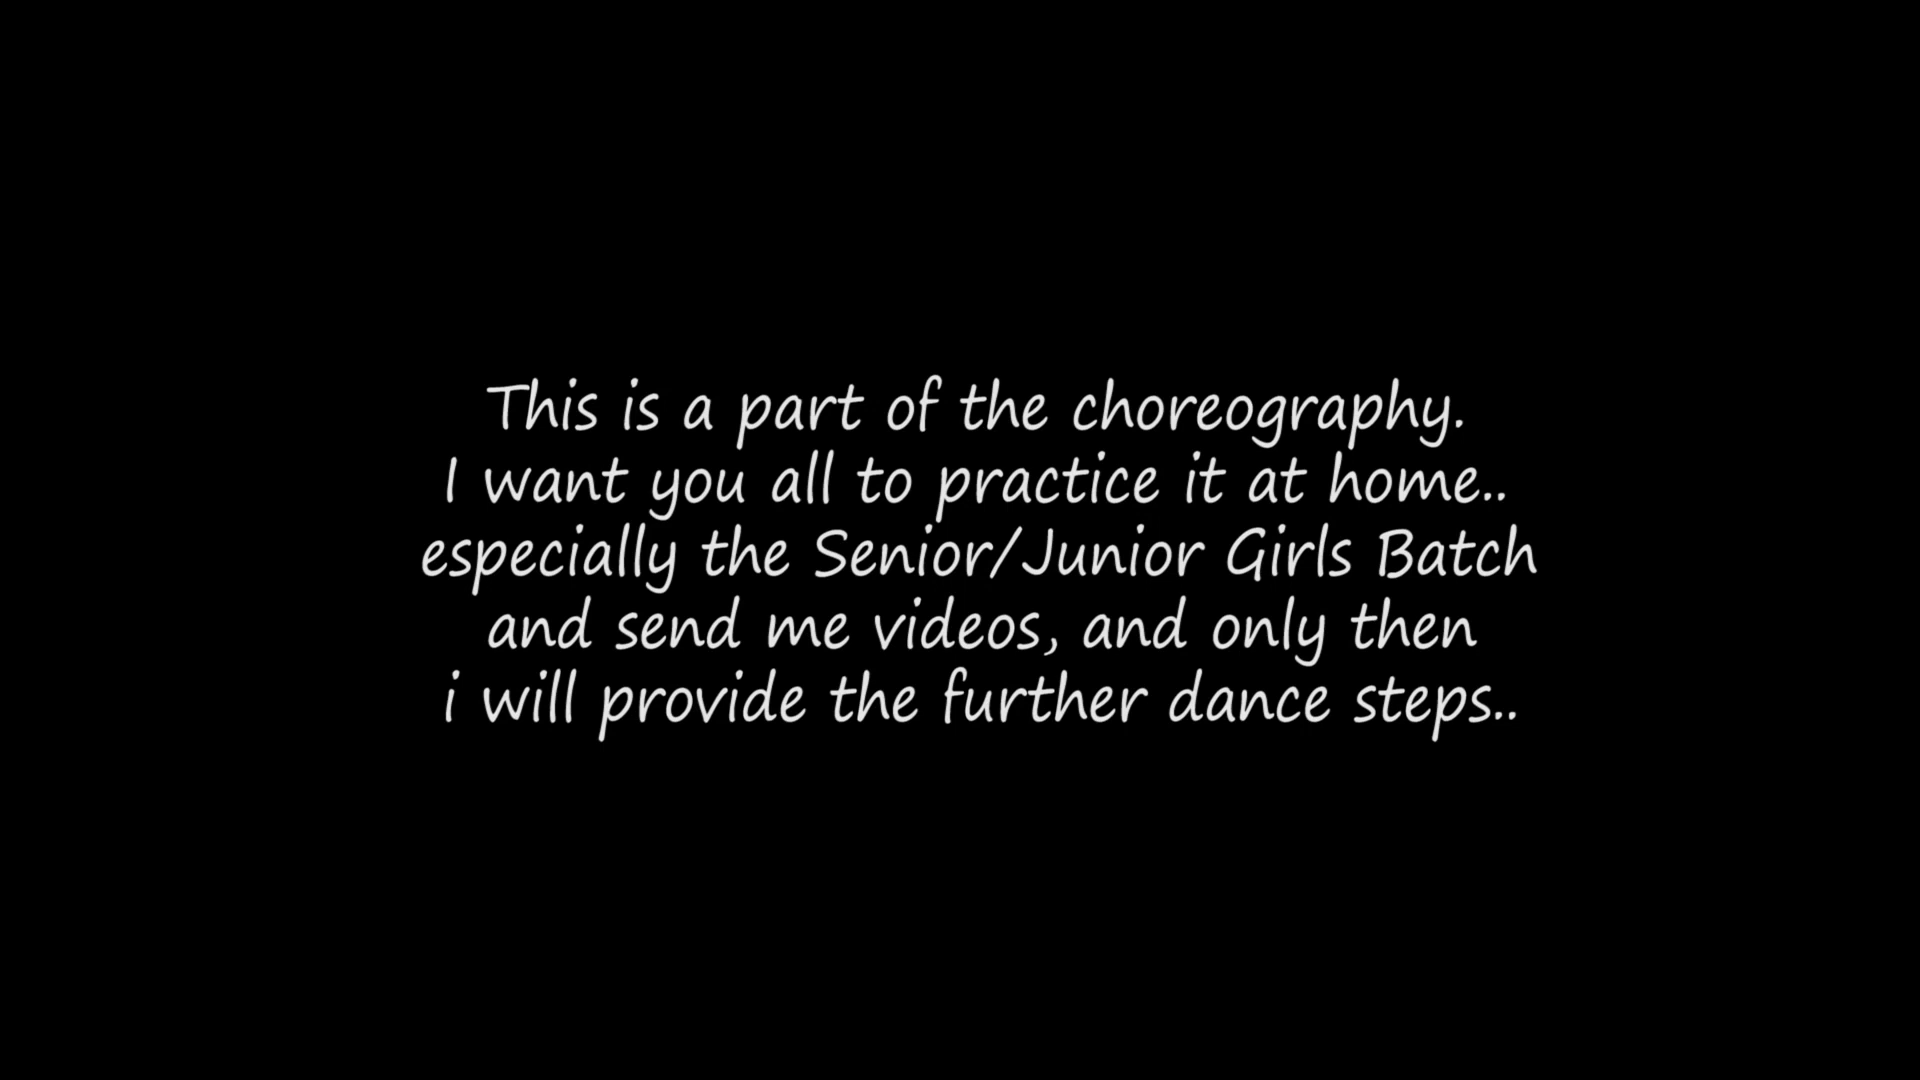 This is a part of the choreography.
I want you all to practice it at home..
especially the Senior/Junior Girls Batch
and send me videos, and only then
i will provide the further dance steps..